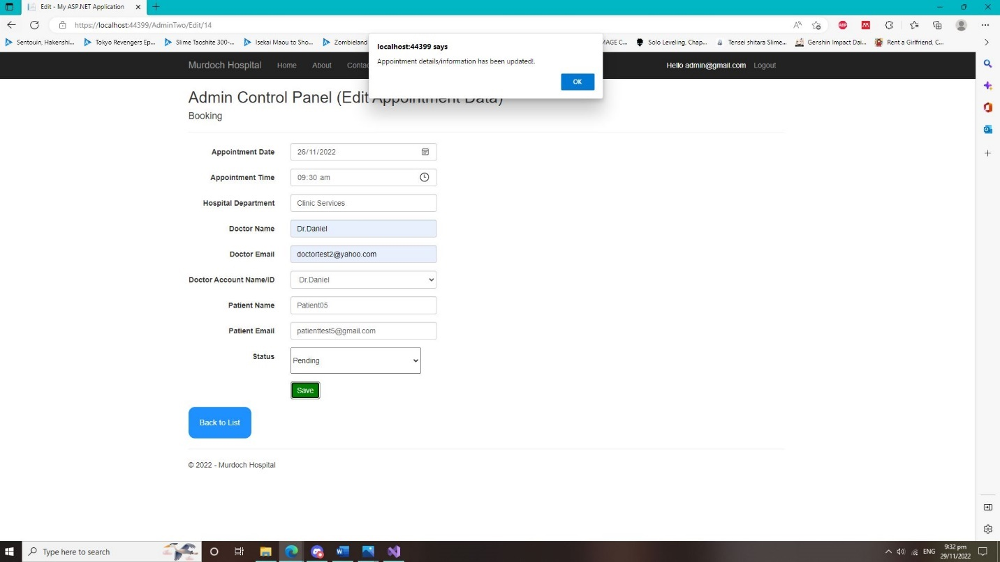 Edit - My ASP.NET Application
https://localhost:44399/AdminTwo/Edit/14
Sentouin, Hakenshi...
Tokyo Revengers Ep...
Slime Taoshite 300-...
Isekai Maou to Sho...
Zombieland
Solo Leveling, Chap...
Tensei shitara Slime...
Genshin Impact Dai...
Rent a Girlfriend, C...
localhost:44399 says
Appointment details/information has been updated!.
OK
Murdoch Hospital
Home
About
Contac
Hello admin@gmail.com
Logout
Admin Control Panel (Edit Appointment Data)
Booking
Appointment Date
26/11/2022
Appointment Time
09:30 am
Hospital Department
Clinic Services
Doctor Name
Dr.Daniel
Doctor Email
doctortest2@yahoo.com
Doctor Account Name/ID
Dr.Daniel
Patient Name
Patient05
Patient Email
patienttest5@gmail.com
Status
Pending
Save
Back to List
© 2022 - Murdoch Hospital
Type here to search
ENG
9:32 pm
29/11/2022